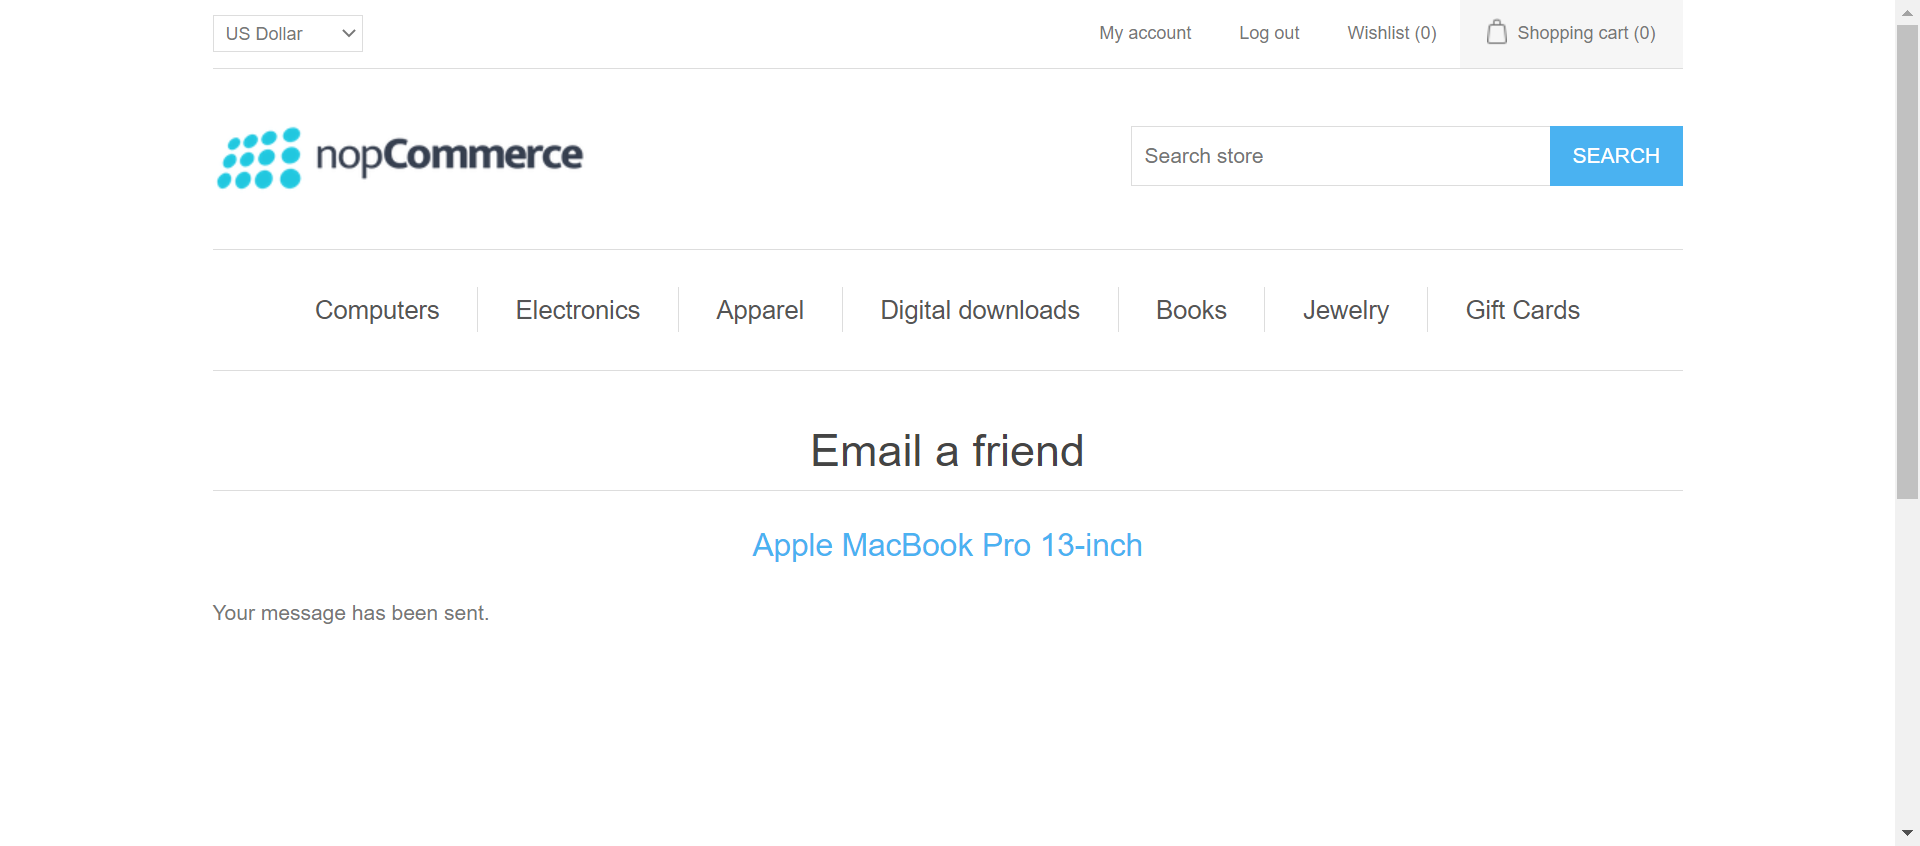 US Dollar
My account
Log out
Wishlist (0)
Shopping cart (0)
nopCommerce
Search store
SEARCH
Computers
Electronics
Apparel
Digital downloads
Books
Jewelry
Gift Cards
Email a friend
Apple MacBook Pro 13-inch
Your message has been sent.